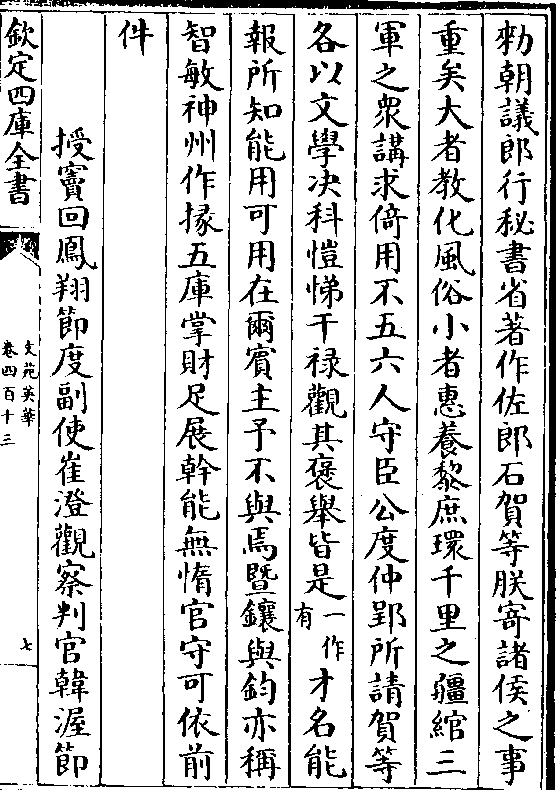 勑朝議郎行秘書省著作佐郎石賀等朕寄諸侯之事
重矣大者教化風俗小者惠養黎庶環千里之疆綰三
軍之衆講求倚用不五六人守臣公度仲郢所請賀等
各以文學决科愷悌干禄觀其褒舉皆是一作有才名能
報所知能用可用在爾賓主予不與焉暨鑲與鈞亦稱
智敏神州作掾五庫掌財足展幹能無惰官守可依前
件
授竇回鳳翔節度副使崔澄觀察判官韓渥節
欽定四庫全書
文苑英華
卷四百十三
七